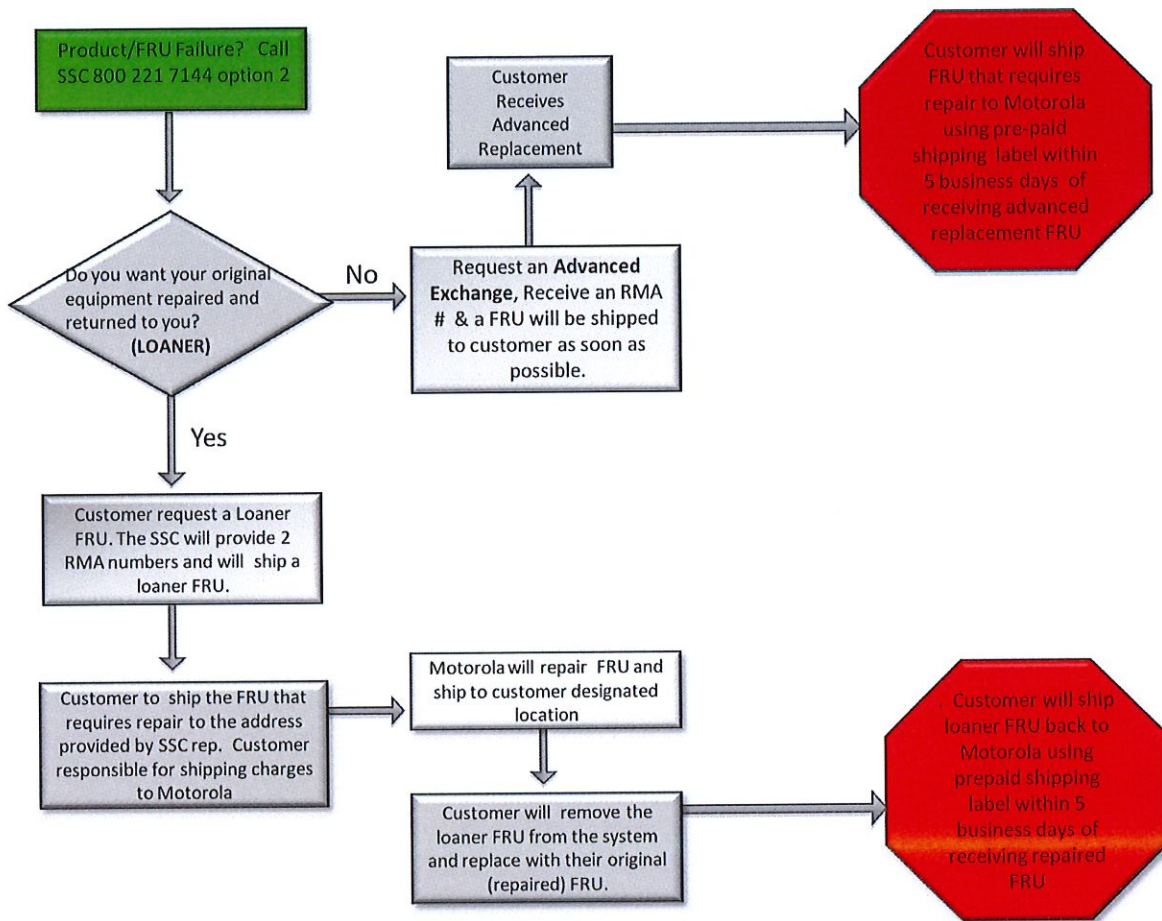 Product/FRU Failure? Call
SSC 800 221 7144 option 2
Customer
Receives
Advanced
Replacement
Customer will ship
FRU that requires
repair to Motorola
using pre-paid
shipping label within
5 business days of
receiving advanced
replacement FRU
Do you want your original
equipment repaired and
returned to you?
(LOANER)
No
Request an Advanced
Exchange, Receive an RMA
# & a FRU will be shipped
to customer as soon as
possible.
Yes
Customer request a Loaner
FRU. The SSC will provide 2
RMA numbers and will ship a
loaner FRU.
Customer to ship the FRU that
requires repair to the address
provided by SSC rep. Customer
responsible for shipping charges
to Motorola
Motorola will repair FRU and
ship to customer designated
location
Customer will remove the
loaner FRU from the system
and replace with their original
(repaired) FRU.
. Customer will ship
loaner FRU back to
Motorola using
prepaid shipping
label within 5
business days of
receiving repaired
FRU